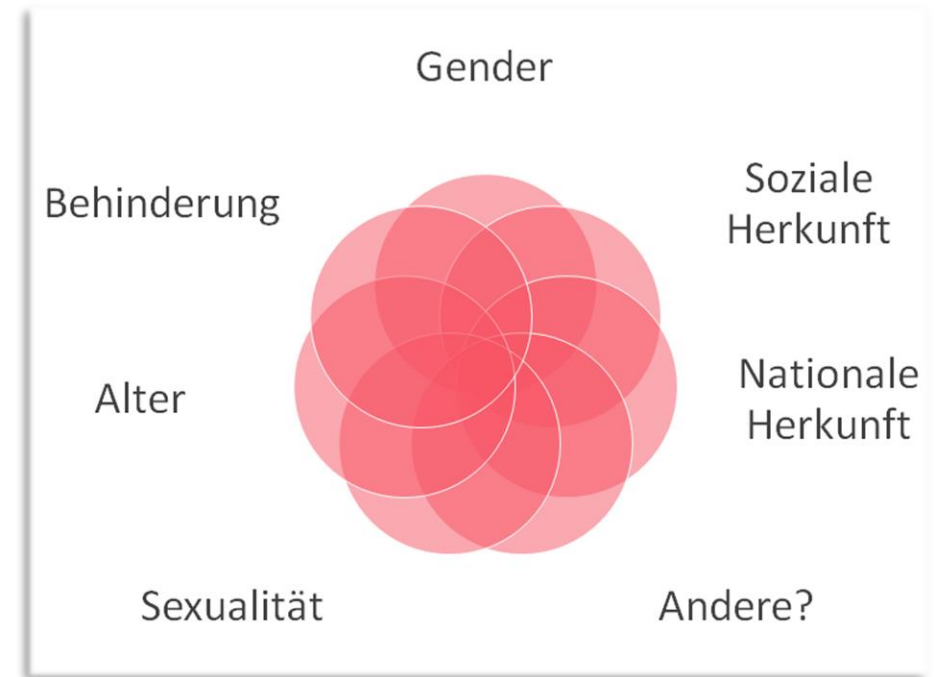 Gender
Soziale
Herkunft
Behinderung
Nationale
Herkunft
Alter
Sexualität
Andere?